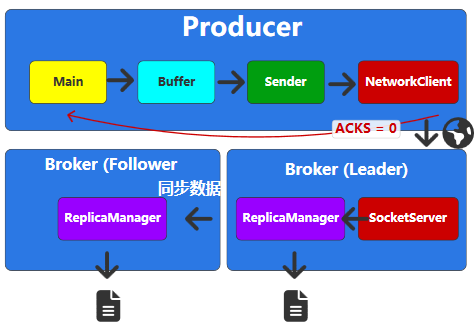 Producer
Main
Buffer
Sender
NetworkClient
ACKS = 0
Broker (Follower
同步数据
Broker (Leader)
ReplicaManager
ReplicaManager
SocketServer